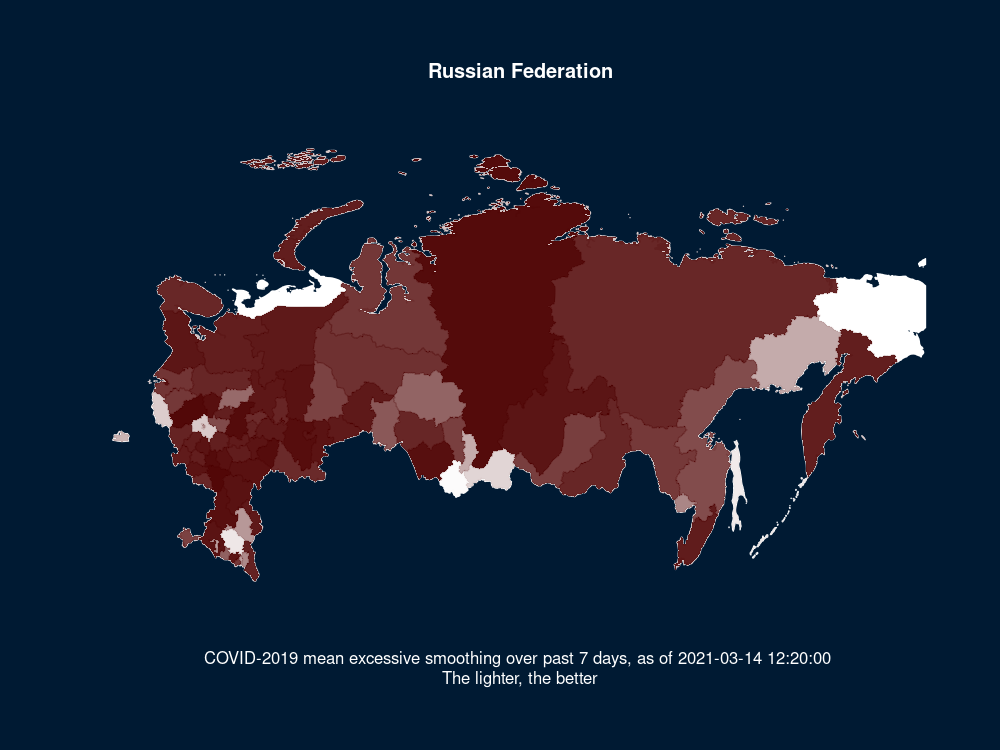 Russian Federation
COVID-2019 mean excessive smoothing over past 7 days, as of 2021-03-14 12:20:00
The lighter, the better